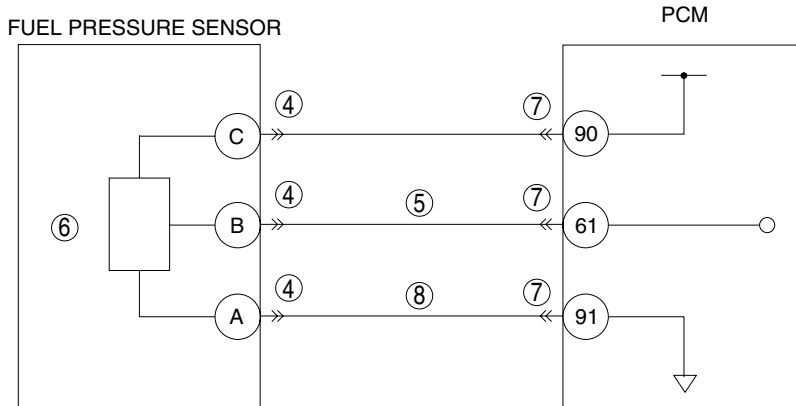 PCM
FUEL PRESSURE SENSOR
④ ⑦
C 90
④ ⑤ ⑦
⑥ B 61
④ ⑧ ⑦
A 91